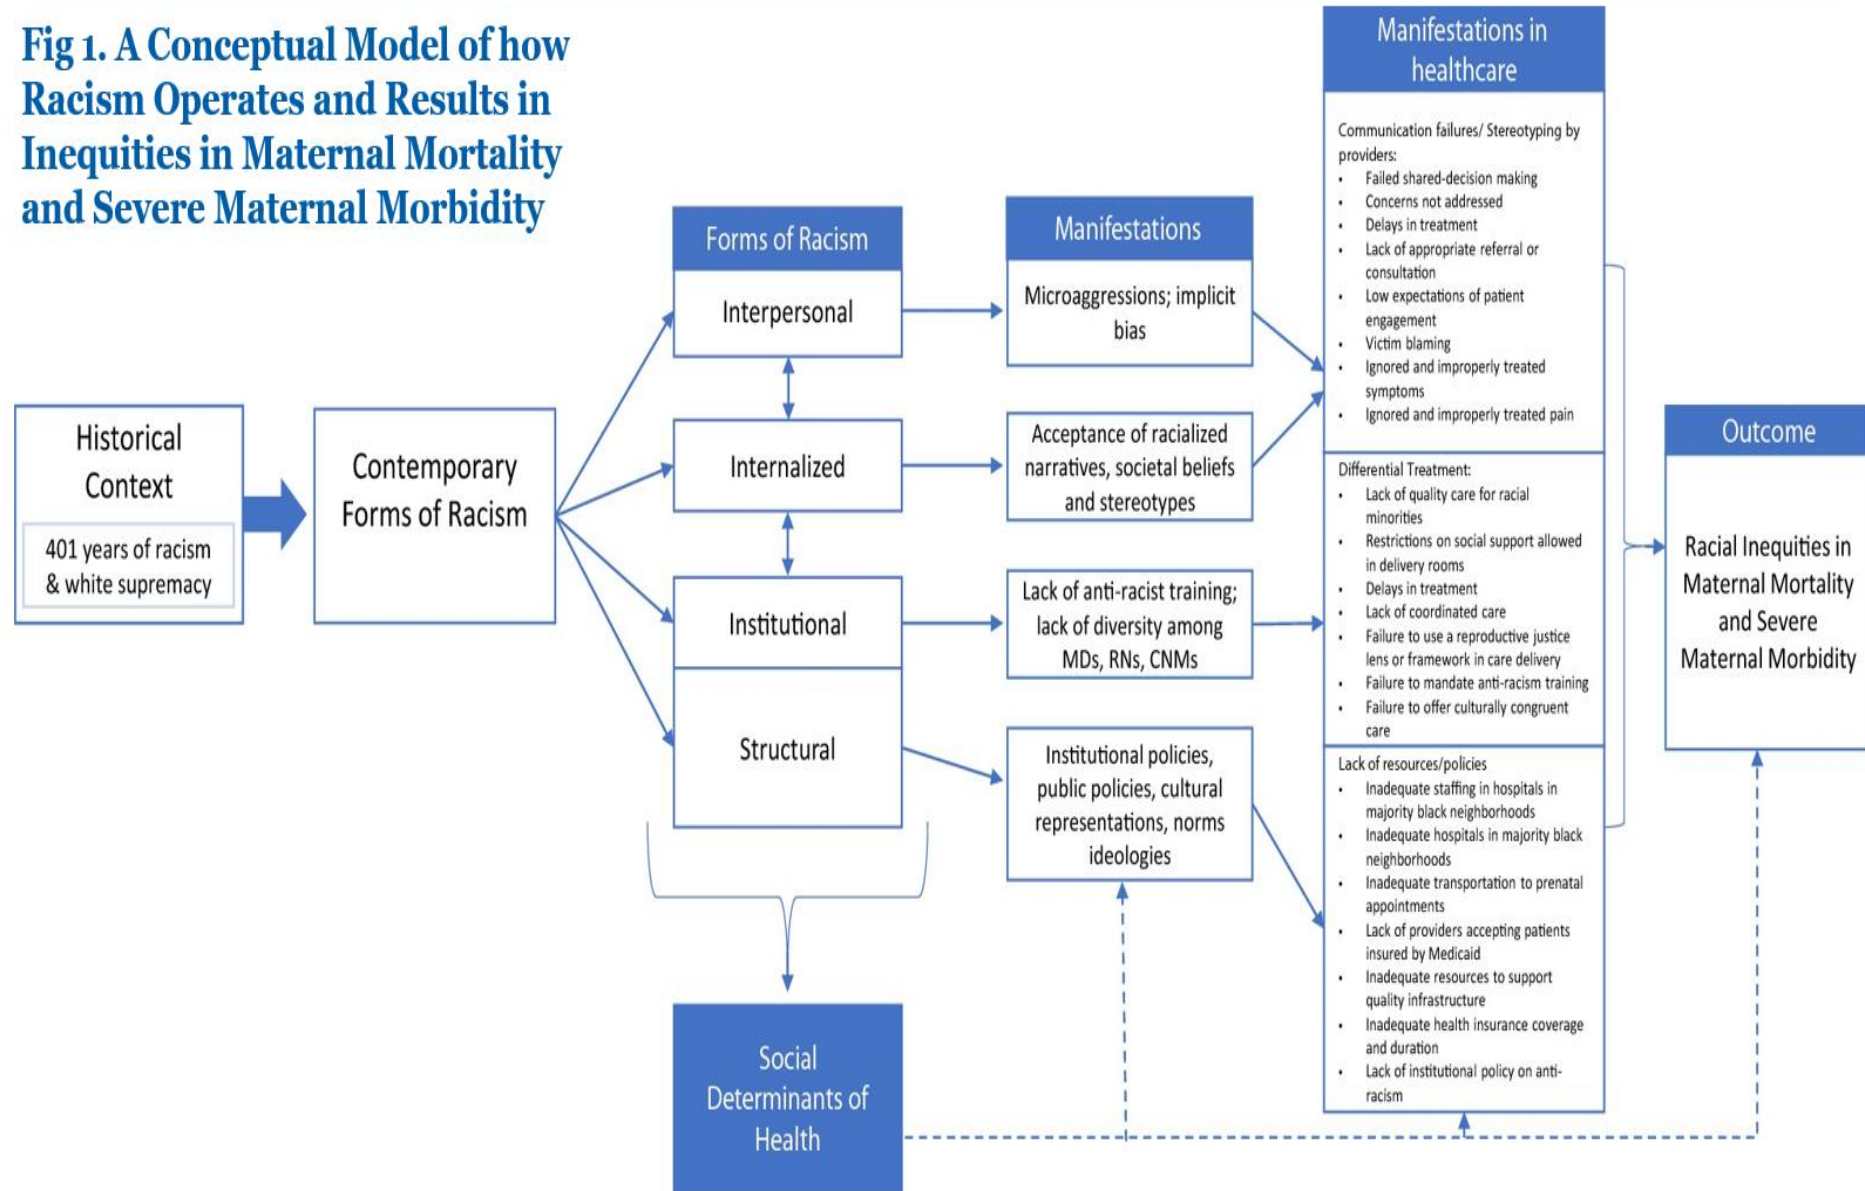 Fig 1. A Conceptual Model of how
Racism Operates and Results in
Inequities in Maternal Mortality
and Severe Maternal Morbidity
Historical
Context
401 years of racism
& white supremacy
Contemporary
Forms of Racism
Forms of Racism
Interpersonal
Internalized
Institutional
Structural
Social
Determinants of
Health
Manifestations
Microaggressions; implicit
bias
Acceptance of racialized
narratives, societal beliefs
and stereotypes
Lack of anti-racist training;
lack of diversity among
MDs, RNs, CNMs
Institutional policies,
public policies, cultural
representations, norms
ideologies
Manifestations in
healthcare
Communication failures/ Stereotyping by
providers:
• Failed shared-decision making
• Concerns not addressed
• Delays in treatment
• Lack of appropriate referral or
consultation
• Low expectations of patient
engagement
• Victim blaming
• Ignored and improperly treated
symptoms
• Ignored and improperly treated pain
Differential Treatment:
• Lack of quality care for racial
minorities
• Restrictions on social support allowed
in delivery rooms
• Delays in treatment
• Lack of coordinated care
• Failure to use a reproductive justice
lens or framework in care delivery
• Failure to mandate anti-racism training
• Failure to offer culturally congruent
care
Lack of resources/policies
• Inadequate staffing in hospitals in
majority black neighborhoods
• Inadequate hospitals in majority black
neighborhoods
• Inadequate transportation to prenatal
appointments
• Lack of providers accepting patients
insured by Medicaid
• Inadequate resources to support
quality infrastructure
• Inadequate health insurance coverage
and duration
• Lack of institutional policy on anti-
racism
Outcome
Racial Inequities in
Maternal Mortality
and Severe
Maternal Morbidity